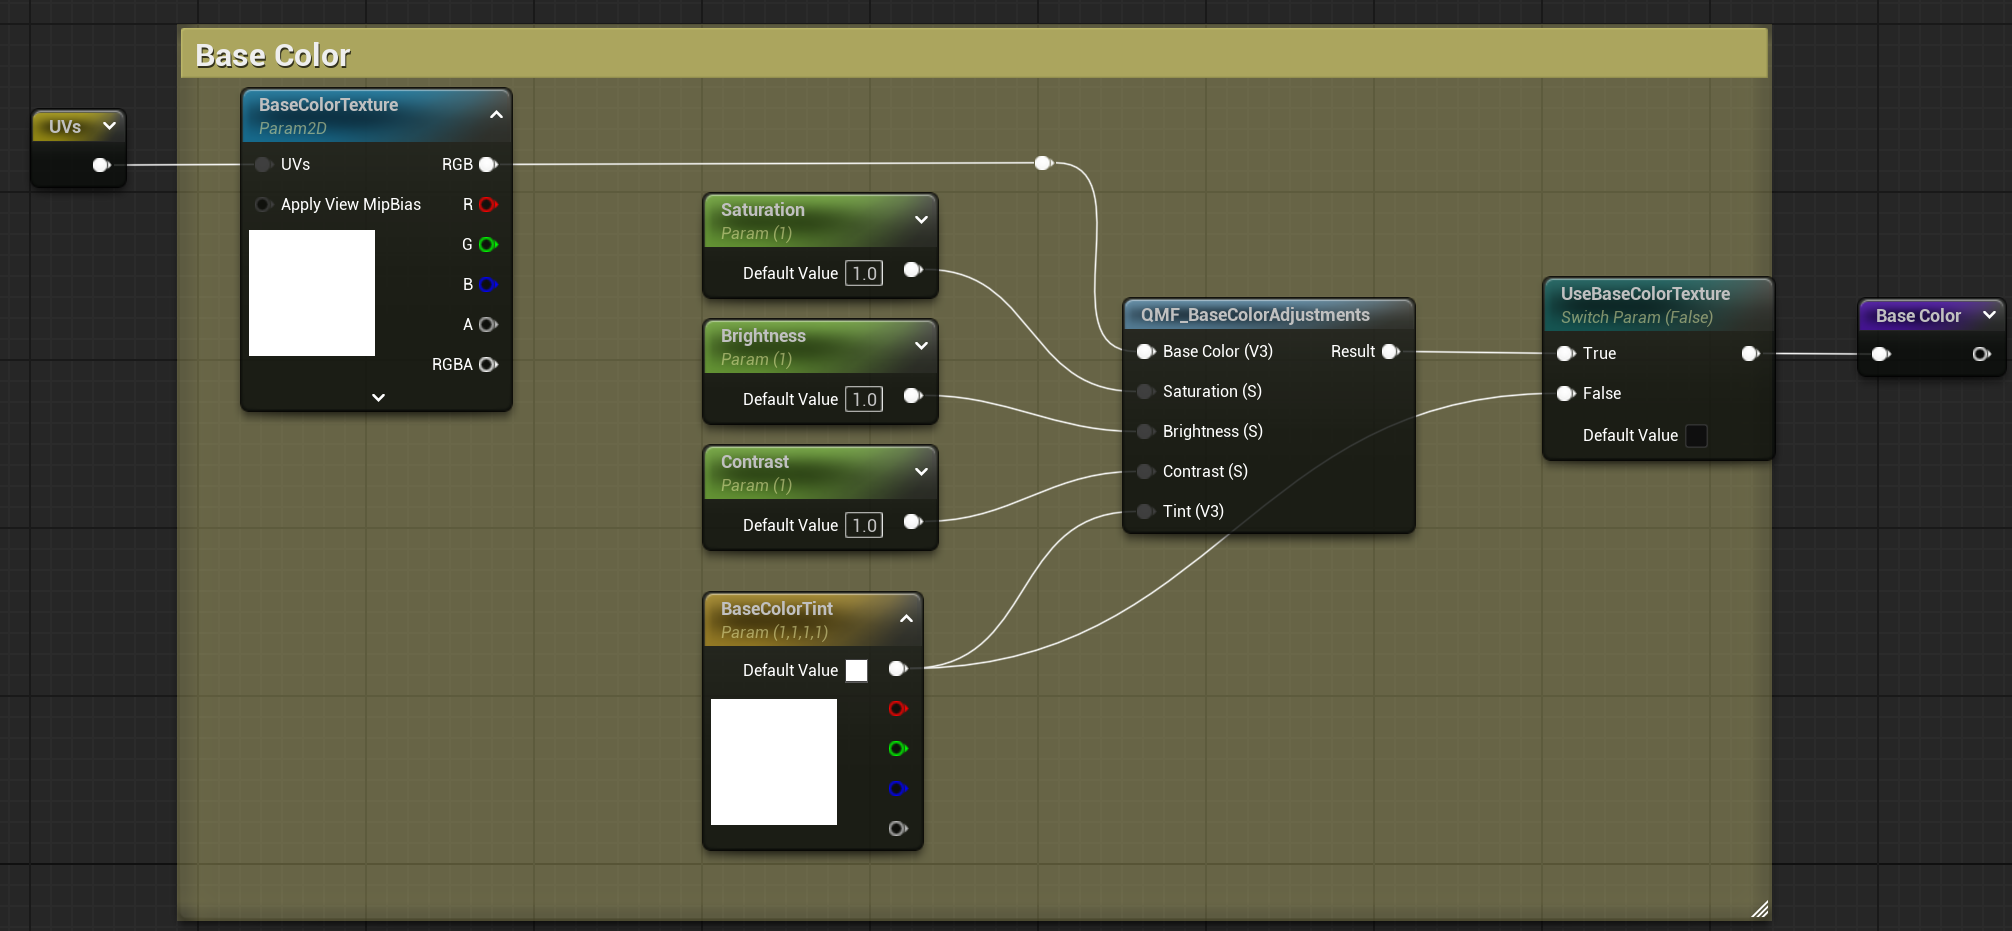 Base Color
UVs
BaseColorTexture
Param2D
UVs
RGB
Apply View MipBias
R
G
B
A
RGBA
Saturation
Param (1)
Default Value 1.0
Brightness
Param (1)
Default Value 1.0
Contrast
Param (1)
Default Value 1.0
BaseColorTint
Param (1,1,1,1)
Default Value
QMF_BaseColorAdjustments
Base Color (V3)
Result
Saturation (S)
Brightness (S)
Contrast (S)
Tint (V3)
UseBaseColorTexture
Switch Param (False)
True
False
Default Value
Base Color